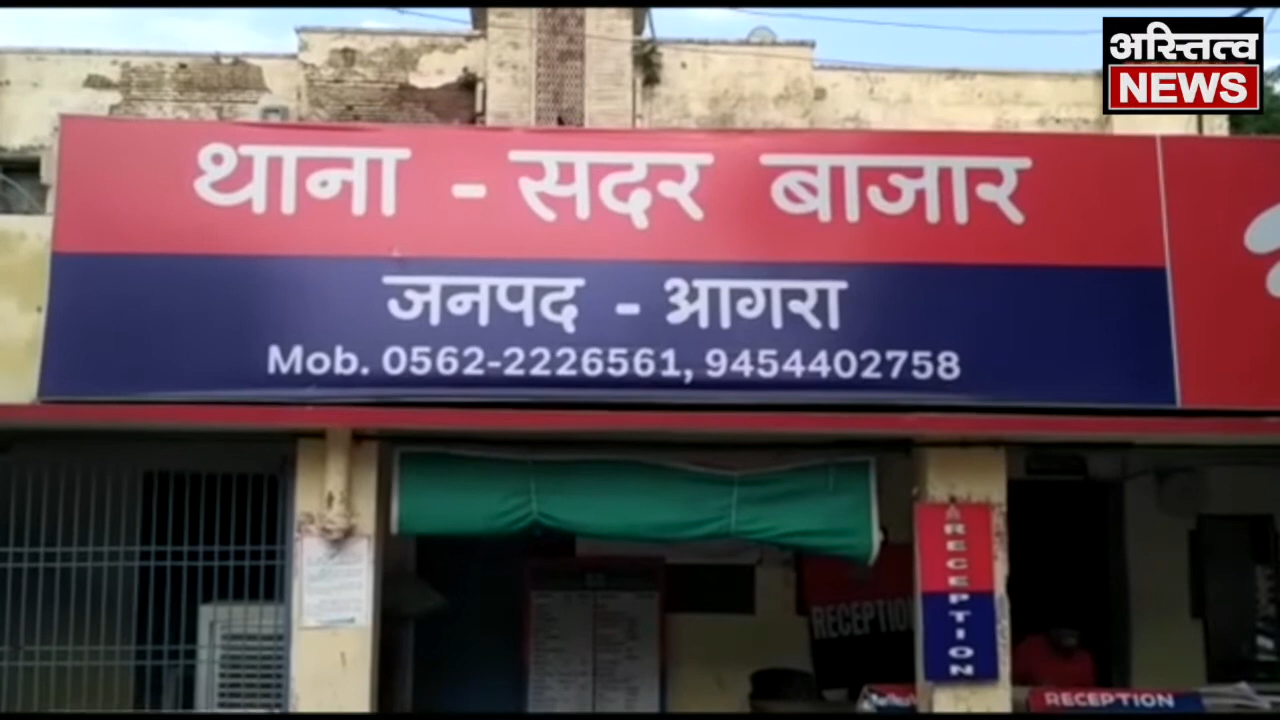 अस्तित्व
NEWS
थाना - सदर बाजार
जनपद - आगरा
Mob. 0562-2226561, 9454402758
RECEPTION
RECEPTION
RECEPTION